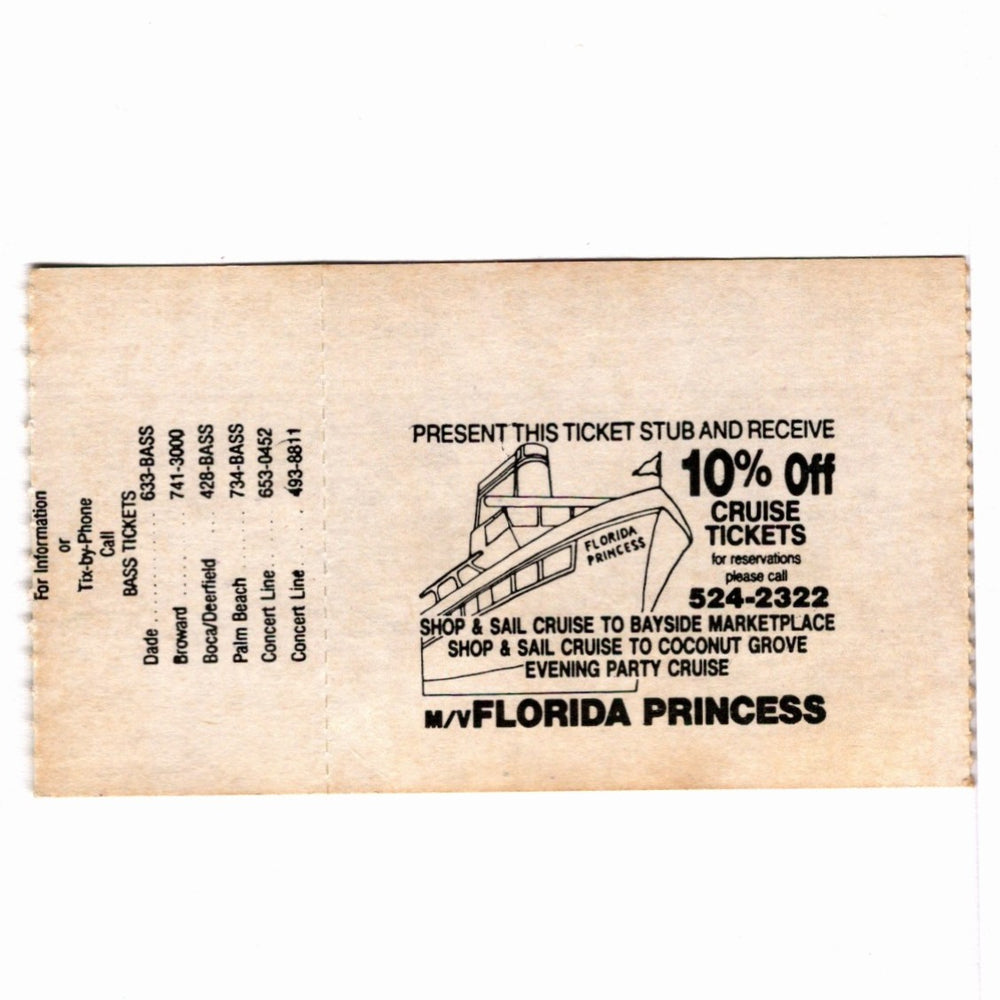 For Information
or
Tix-by-Phone
Call
BASS TICKETS
Dade ......... 633-BASS
Broward ...... 741-3000
Boca/Deerfield .. 428-BASS
Palm Beach ..... 734-BASS
Concert Line .. 653-0452
Concert Line .. 493-8811
PRESENT THIS TICKET STUB AND RECEIVE
10% Off
CRUISE
TICKETS
for reservations
please call
524-2322
FLORIDA
PRINCESS
SHOP & SAIL CRUISE TO BAYSIDE MARKETPLACE
SHOP & SAIL CRUISE TO COCONUT GROVE
EVENING PARTY CRUISE
M/V FLORIDA PRINCESS